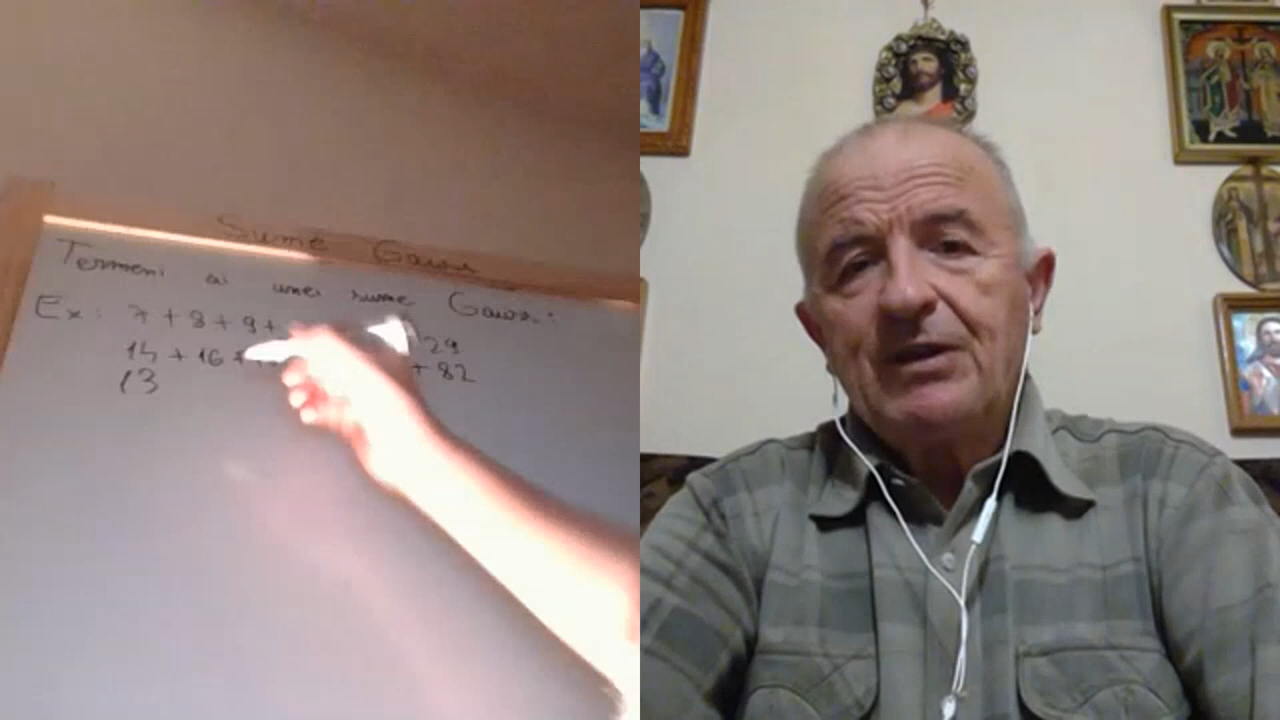 Sume Gauss
Termeni ai unei sume Gauss:
Ex: 7 + 8 + 9 + 29
14 + 16 + + 82
13